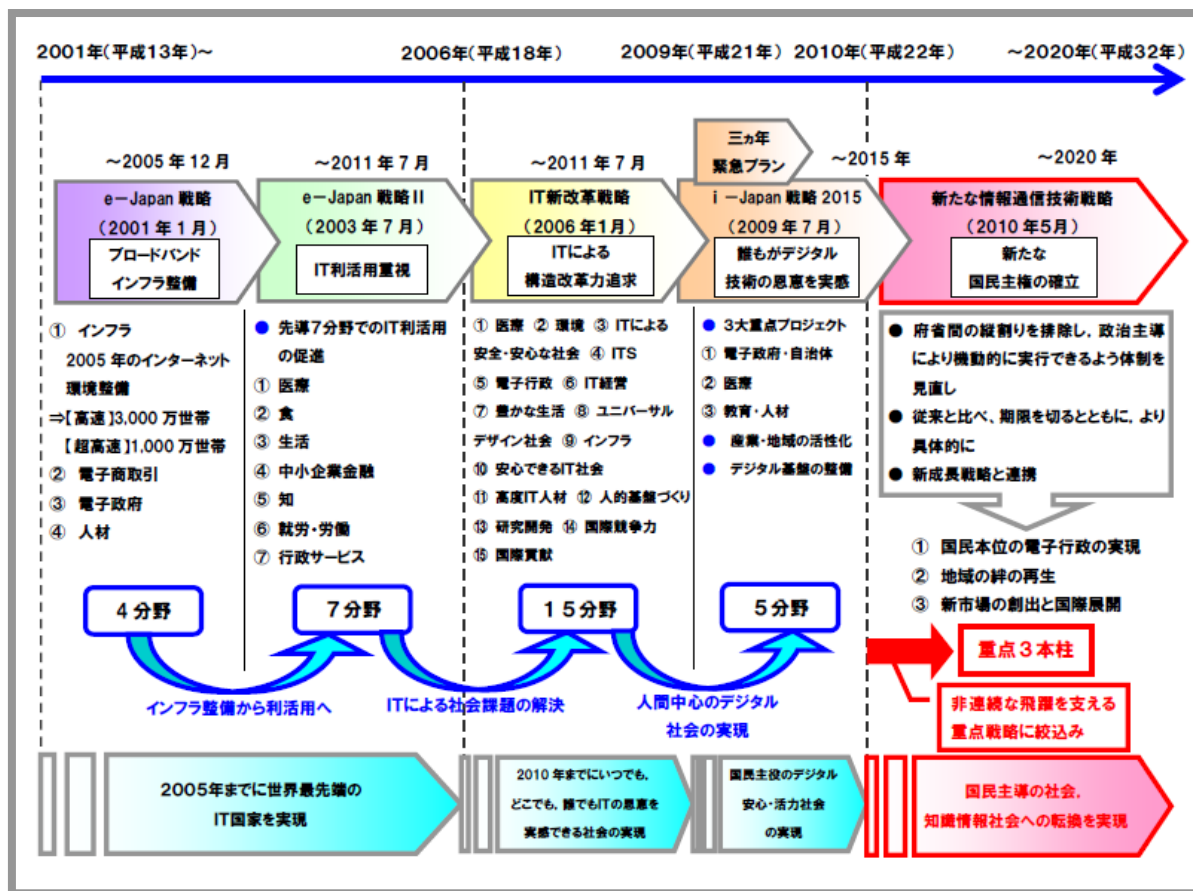 2001年(平成13年)～
2006年(平成18年)
2009年(平成21年)
2010年(平成22年)
～2020年(平成32年)
～2005年12月
e－Japan 戦略
(2001年1月)
ブロードバンド
インフラ整備
～2011年7月
e－Japan 戦略Ⅱ
(2003年7月)
IT利活用重視
～2011年7月
IT新改革戦略
(2006年1月)
ITによる
構造改革力追求
三ヵ年
緊急プラン
～2015年
i－Japan 戦略 2015
(2009年7月)
誰もがデジタル
技術の恩恵を実感
～2020年
新たな情報通信技術戦略
(2010年5月)
新たな
国民主権の確立
① インフラ
2005年のインターネット
環境整備
⇒【高速】3,000万世帯
【超高速】1,000万世帯
② 電子商取引
③ 電子政府
④ 人材
● 先導7分野でのIT利活用
の促進
① 医療
② 食
③ 生活
④ 中小企業金融
⑤ 知
⑥ 就労・労働
⑦ 行政サービス
① 医療 ② 環境 ③ ITによる
安全・安心な社会 ④ ITS
⑤ 電子行政 ⑥ IT経営
⑦ 豊かな生活 ⑧ ユニバーサル
デザイン社会 ⑨ インフラ
⑩ 安心できるIT社会
⑪ 高度IT人材 ⑫ 人的基盤づくり
⑬ 研究開発 ⑭ 国際競争力
⑮ 国際貢献
● 3大重点プロジェクト
① 電子政府・自治体
② 医療
③ 教育・人材
● 産業・地域の活性化
● デジタル基盤の整備
● 府省間の縦割りを排除し，政治主導
により機動的に実行できるよう体制を
見直し
● 従来と比べ，期限を切るとともに，より
具体的に
● 新成長戦略と連携
① 国民本位の電子行政の実現
② 地域の絆の再生
③ 新市場の創出と国際展開
4分野
7分野
15分野
5分野
重点3本柱
インフラ整備から利活用へ
ITによる社会課題の解決
人間中心のデジタル
社会の実現
非連続な飛躍を支える
重点戦略に絞込み
2005年までに世界最先端の
IT国家を実現
2010年までにいつでも，
どこでも，誰でもITの恩恵を
実感できる社会の実現
国民主役のデジタル
安心・活力社会
の実現
国民主導の社会，
知識情報社会への転換を実現